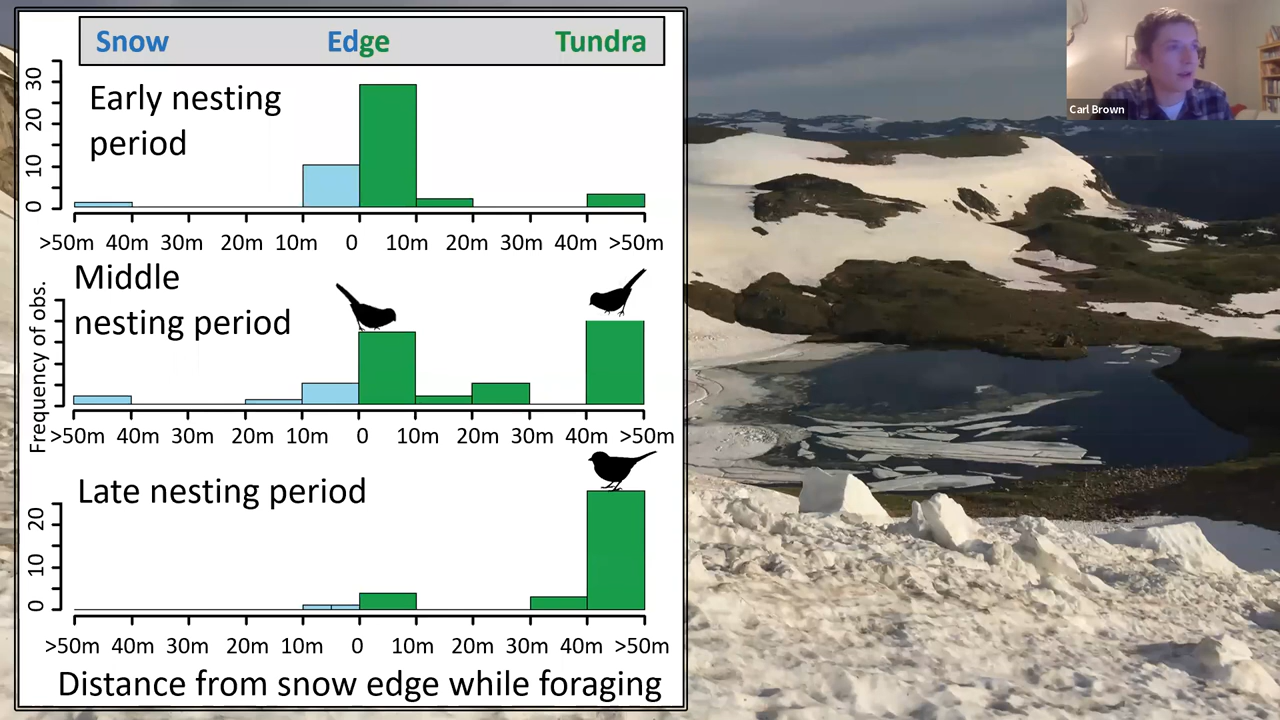 Snow Edge Tundra
Carl Brown
Early nesting
period
30
20
10
0
>50m 40m 30m 20m 10m 0 10m 20m 30m 40m >50m
Middle
nesting period
Frequency of obs.
>50m 40m 30m 20m 10m 0 10m 20m 30m 40m >50m
Late nesting period
20
10
0
>50m 40m 30m 20m 10m 0 10m 20m 30m 40m >50m
Distance from snow edge while foraging